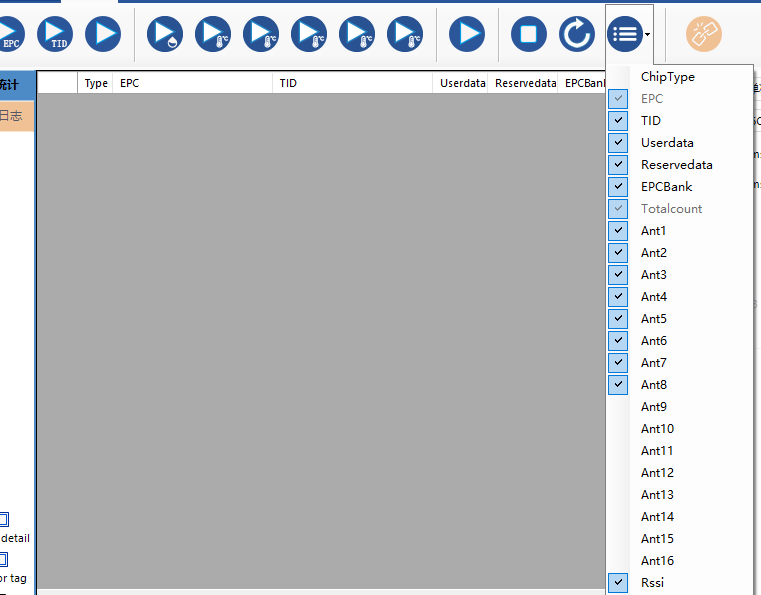 EPC
TID
统计
Type EPC TID Userdata Reservedata EPCBank
日志
ChipType
EPC
TID
Userdata
Reservedata
EPCBank
Totalcount
Ant1
Ant2
Ant3
Ant4
Ant5
Ant6
Ant7
Ant8
Ant9
Ant10
Ant11
Ant12
Ant13
Ant14
Ant15
Ant16
Rssi
detail
or tag